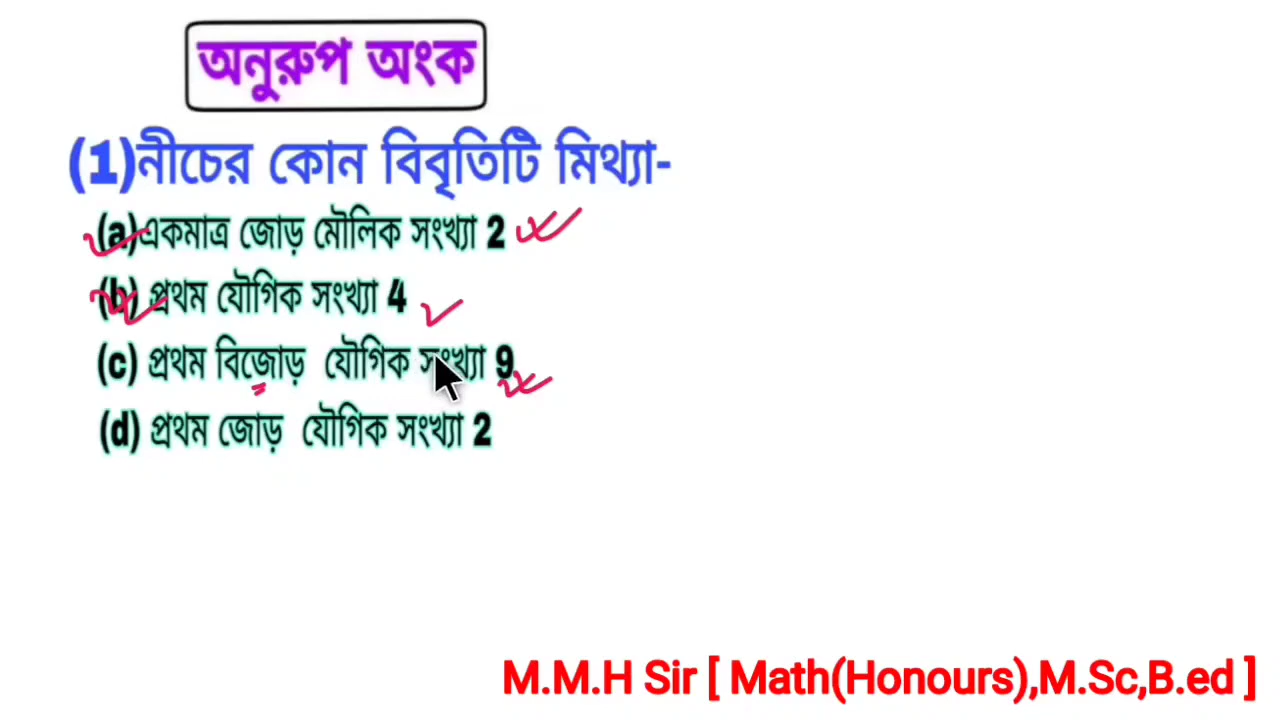 অনুরুপ অংক
(1)নীচের কোন বিবৃতিটি মিথ্যা-
(a)একমাত্র জোড় মৌলিক সংখ্যা 2
(b) প্রথম যৌগিক সংখ্যা 4
(c) প্রথম বিজোড় যৌগিক সংখ্যা 9
(d) প্রথম জোড় যৌগিক সংখ্যা 2
M.M.H Sir [ Math(Honours),M.Sc,B.ed ]